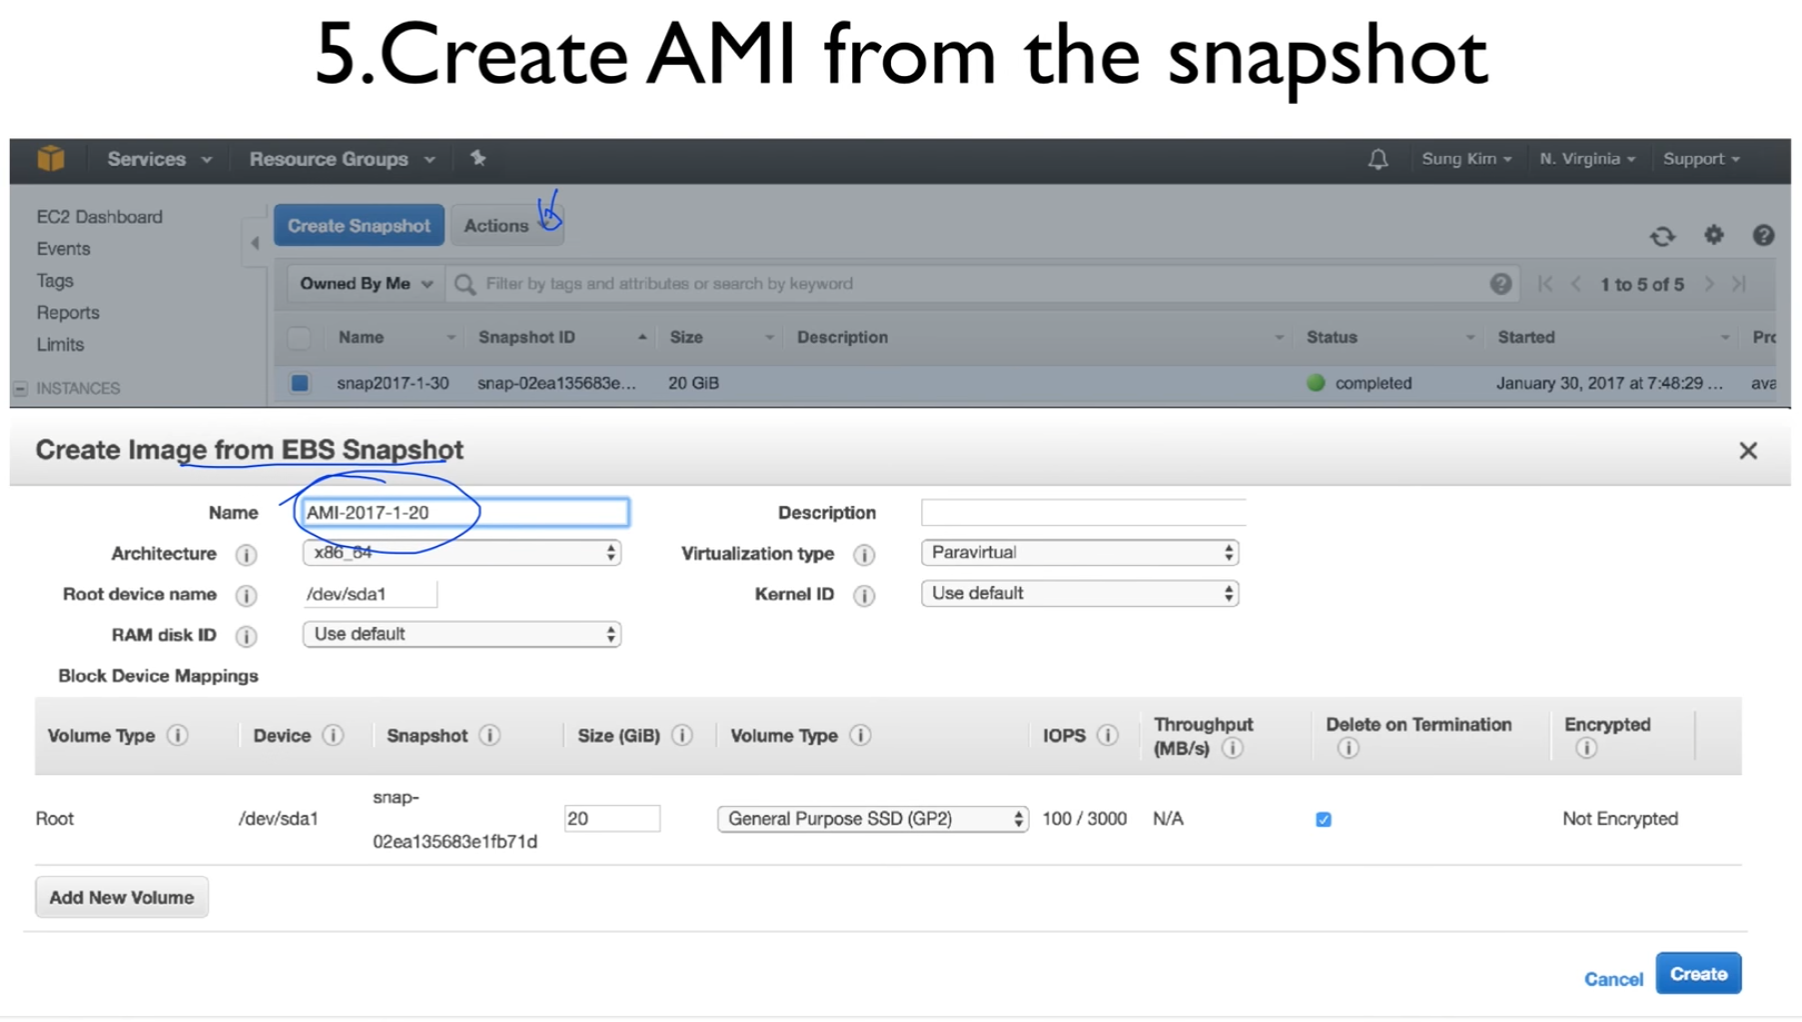 5.Create AMI from the snapshot
Services Resource Groups Sung Kim N. Virginia Support
EC2 Dashboard
Events
Tags
Reports
Limits
INSTANCES
Create Snapshot Actions
Owned By Me Filter by tags and attributes or search by keyword 1 to 5 of 5
Name Snapshot ID Size Description Status Started
snap2017-1-30 snap-02ea135683e... 20 GiB completed January 30, 2017 at 7:48:29 ...
Create Image from EBS Snapshot
Name AMI-2017-1-20 Description
Architecture x86_64 Virtualization type Paravirtual
Root device name /dev/sda1 Kernel ID Use default
RAM disk ID Use default
Block Device Mappings
Volume Type Device Snapshot Size (GiB) Volume Type IOPS Throughput (MB/s) Delete on Termination Encrypted
Root /dev/sda1 snap-02ea135683e1fb71d 20 General Purpose SSD (GP2) 100 / 3000 N/A Not Encrypted
Add New Volume
Cancel Create